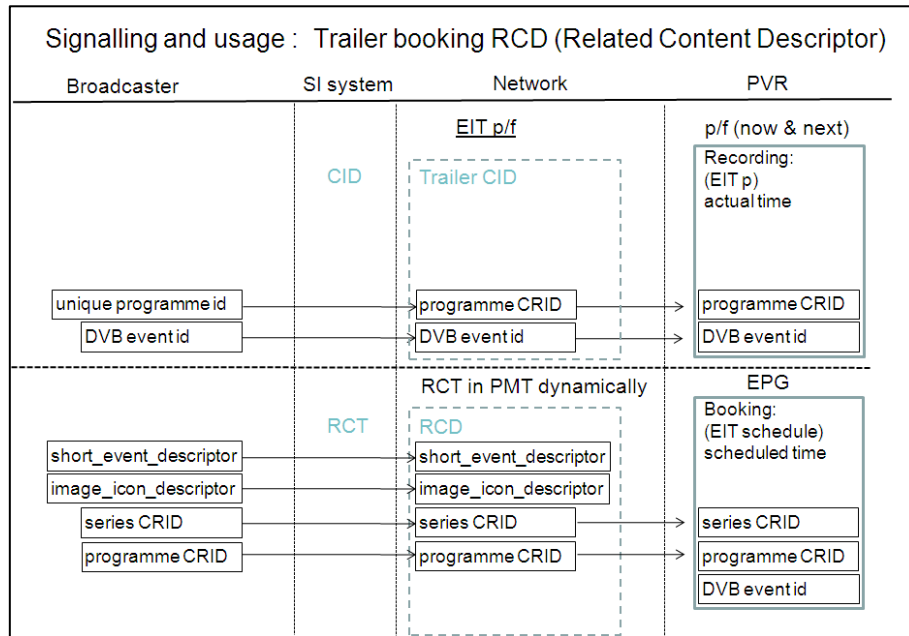 Signalling and usage : Trailer booking RCD (Related Content Descriptor)
Broadcaster SI system Network PVR
EIT p/f p/f (now & next)
CID Trailer CID Recording:
(EIT p)
actual time
unique programme id programme CRID programme CRID
DVB event id DVB event id DVB event id
RCT in PMT dynamically EPG
RCT RCD Booking:
(EIT schedule)
short_event_descriptor short_event_descriptor scheduled time
image_icon_descriptor image_icon_descriptor
series CRID series CRID series CRID
programme CRID programme CRID programme CRID
DVB event id